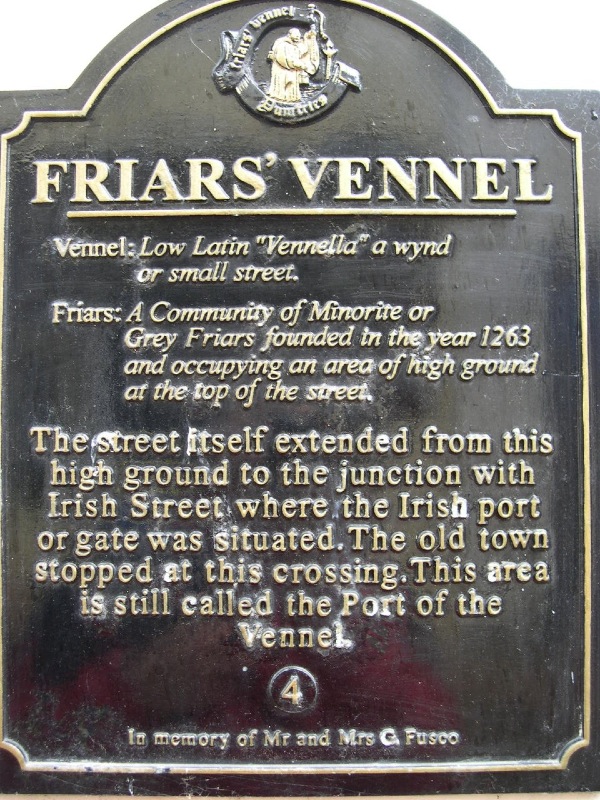 friars' vennel
Dumfries
FRIARS' VENNEL
Vennel: Low Latin "Vennella" a wynd
or small street.
Friars: A Community of Minorite or
Grey Friars founded in the year 1263
and occupying an area of high ground
at the top of the street.
The street itself extended from this
high ground to the junction with
Irish Street where the Irish port
or gate was situated. The old town
stopped at this crossing. This area
is still called the Port of the
Vennel.
4
In memory of Mr and Mrs G. Fusco